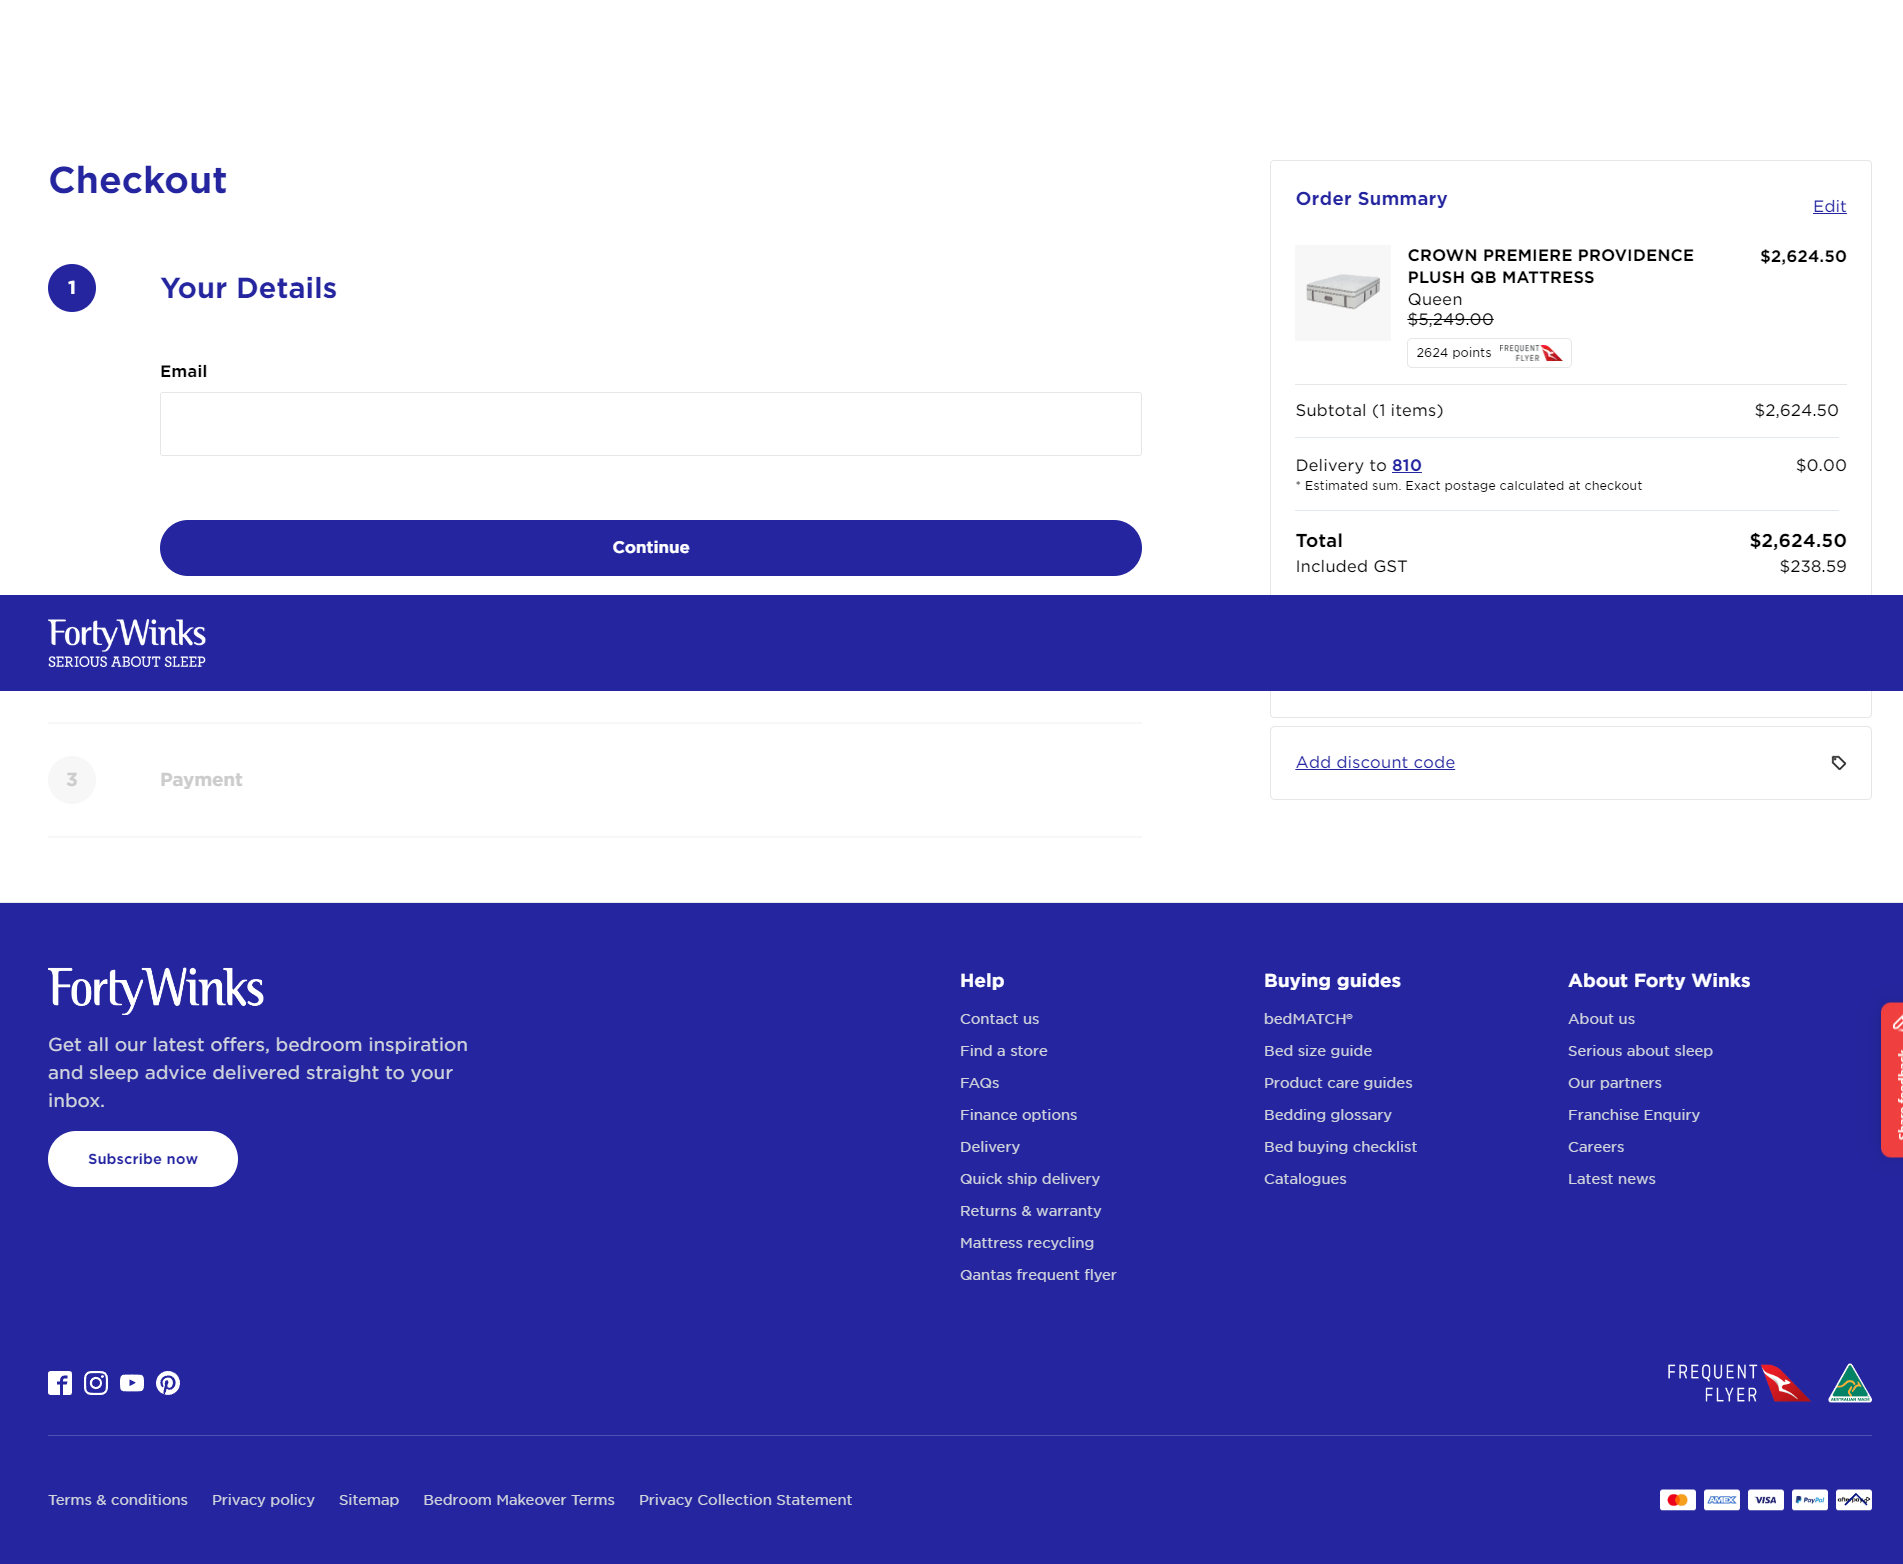 Checkout
1
Your Details
Email
Continue
Order Summary
Edit
CROWN PREMIERE PROVIDENCE
PLUSH QB MATTRESS
$2,624.50
Queen
$5,249.00
2624 points
FREQUENT
FLYER
Subtotal (1 items)
$2,624.50
Delivery to 810
$0.00
* Estimated sum. Exact postage calculated at checkout
Total
$2,624.50
Included GST
$238.59
FortyWinks
SERIOUS ABOUT SLEEP
3
Payment
Add discount code
FortyWinks
Get all our latest offers, bedroom inspiration
and sleep advice delivered straight to your
inbox.
Subscribe now
Help
Contact us
Find a store
FAQs
Finance options
Delivery
Quick ship delivery
Returns & warranty
Mattress recycling
Qantas frequent flyer
Buying guides
bedMATCH®
Bed size guide
Product care guides
Bedding glossary
Bed buying checklist
Catalogues
About Forty Winks
About us
Serious about sleep
Our partners
Franchise Enquiry
Careers
Latest news
Share feedback
FREQUENT
FLYER
AUSTRALIAN MADE
Terms & conditions
Privacy policy
Sitemap
Bedroom Makeover Terms
Privacy Collection Statement
AMEX
VISA
PayPal
afterpay